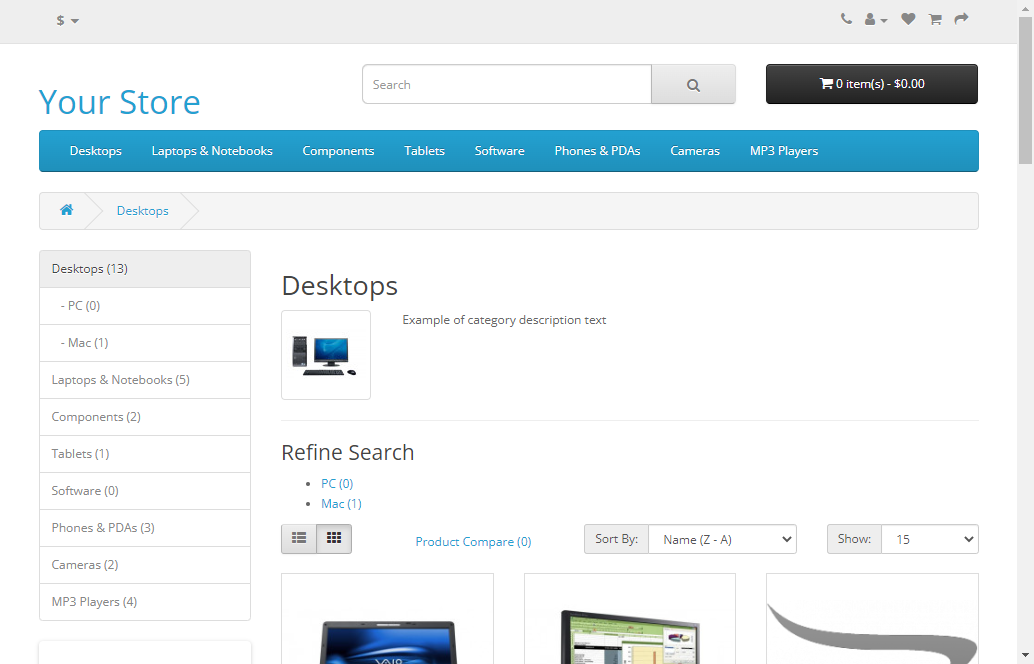 $
Your Store
Search
0 item(s) - $0.00
Desktops Laptops & Notebooks Components Tablets Software Phones & PDAs Cameras MP3 Players
Desktops
Desktops (13)
- PC (0)
- Mac (1)
Laptops & Notebooks (5)
Components (2)
Tablets (1)
Software (0)
Phones & PDAs (3)
Cameras (2)
MP3 Players (4)
Desktops
Example of category description text
Refine Search
PC (0)
Mac (1)
Product Compare (0)
Sort By: Name (Z - A)
Show: 15
VAIO